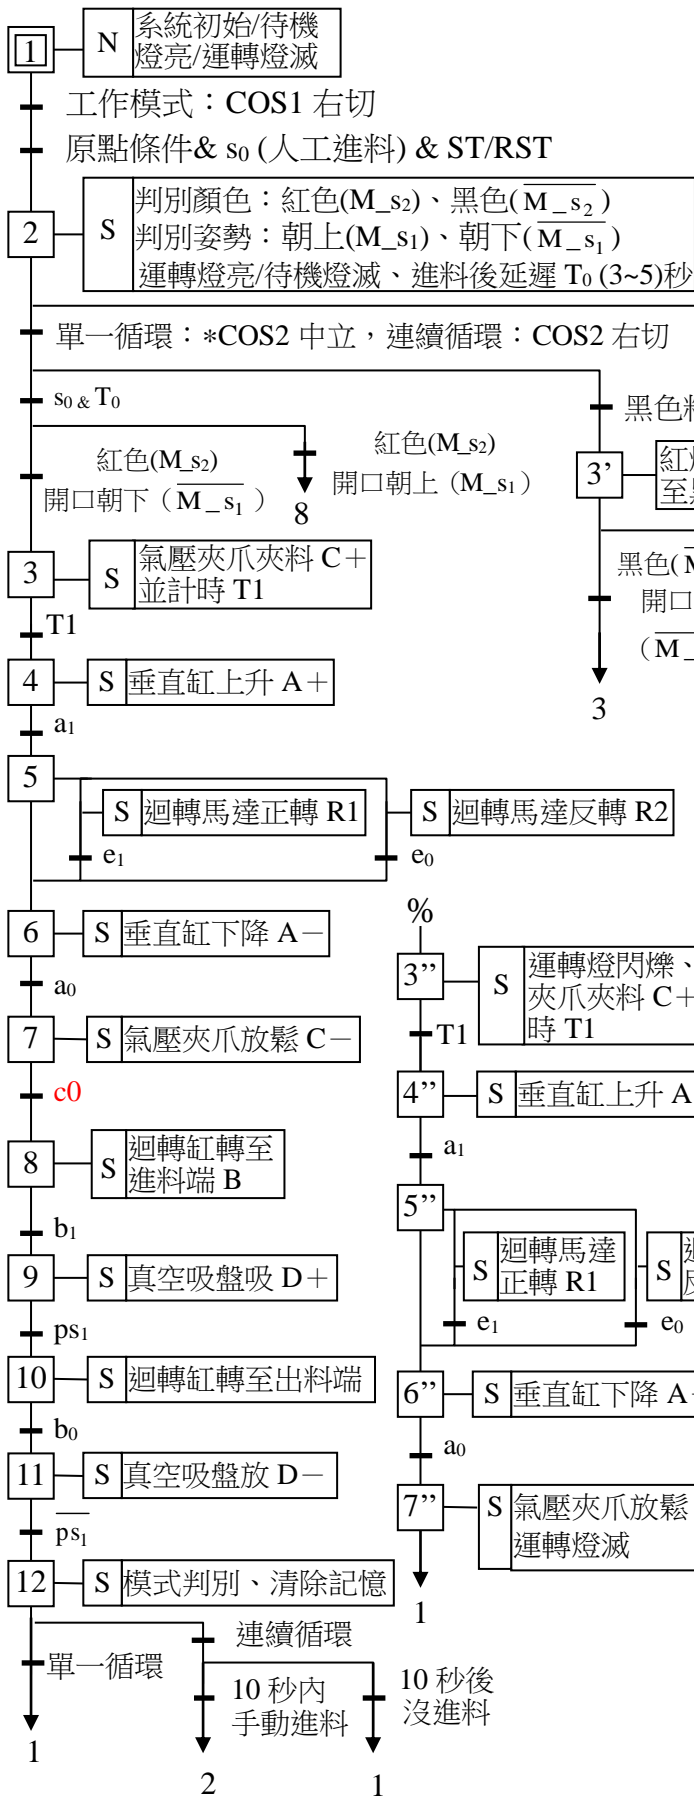 1
N
系統初始/待機
燈亮/運轉燈滅
工作模式：COS1 右切
原點條件& s₀ (人工進料) & ST/RST
2
S
判別顏色：紅色(M_s₂)、黑色(M̅_̅s̅₂̅)
判別姿勢：朝上(M_s₁)、朝下(M̅_̅s̅₁̅)
運轉燈亮/待機燈滅、進料後延遲 T₀ (3~5)秒
單一循環：*COS2 中立，連續循環：COS2 右切
s₀ & T₀
黑色
紅色(M_s₂)
開口朝下（M̅_̅s̅₁̅）
紅色(M_s₂)
開口朝上（M_s₁）
8
3'
紅
至
3
S
氣壓夾爪夾料 C＋
並計時 T1
黑色(
開口
（M_
3
T1
4
S
垂直缸上升 A＋
a₁
5
S
迴轉馬達正轉 R1
S
迴轉馬達反轉 R2
e₁
e₀
6
S
垂直缸下降 A－
a₀
7
S
氣壓夾爪放鬆 C－
c0
8
S
迴轉缸轉至
進料端 B
b₁
9
S
真空吸盤吸 D＋
ps₁
10
S
迴轉缸轉至出料端
b₀
11
S
真空吸盤放 D－
p̅s̅₁̅
12
S
模式判別、清除記憶
單一循環
連續循環
10 秒內
手動進料
10 秒後
沒進料
1
2
1
%
3”
S
運轉燈閃爍、
夾爪夾料 C＋
時 T1
T1
4”
S
垂直缸上升 A
a₁
5”
S
迴轉馬達
正轉 R1
S
e₁
e₀
6”
S
垂直缸下降 A
a₀
7”
S
氣壓夾爪放鬆
運轉燈滅
1